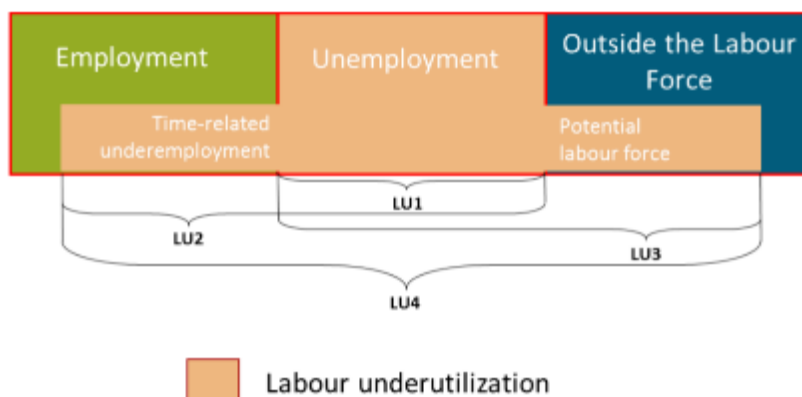 Employment
Unemployment
Outside the Labour
Force
Time-related
underemployment
Potential
labour force
LU1
LU2
LU3
LU4
Labour underutilization